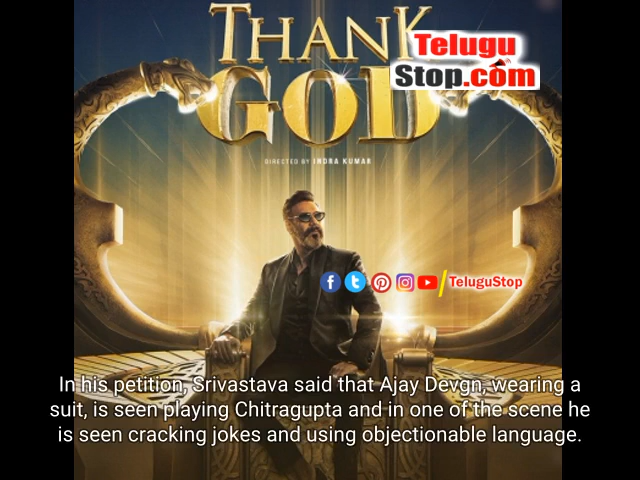 THANK
GOD
Telugu
Stop.com
DIRECTED BY INDRA KUMAR
TeluguStop
In his petition, Srivastava said that Ajay Devgn, wearing a
suit, is seen playing Chitragupta and in one of the scene he
is seen cracking jokes and using objectionable language.